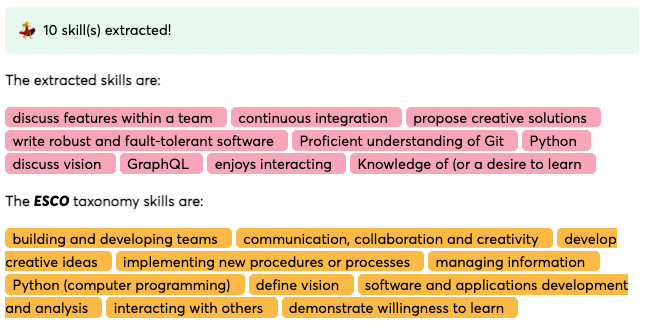 10 skill(s) extracted!
The extracted skills are:
discuss features within a team continuous integration propose creative solutions
write robust and fault-tolerant software Proficient understanding of Git Python
discuss vision GraphQL enjoys interacting Knowledge of (or a desire to learn
The ESCO taxonomy skills are:
building and developing teams communication, collaboration and creativity develop
creative ideas implementing new procedures or processes managing information
Python (computer programming) define vision software and applications development
and analysis interacting with others demonstrate willingness to learn